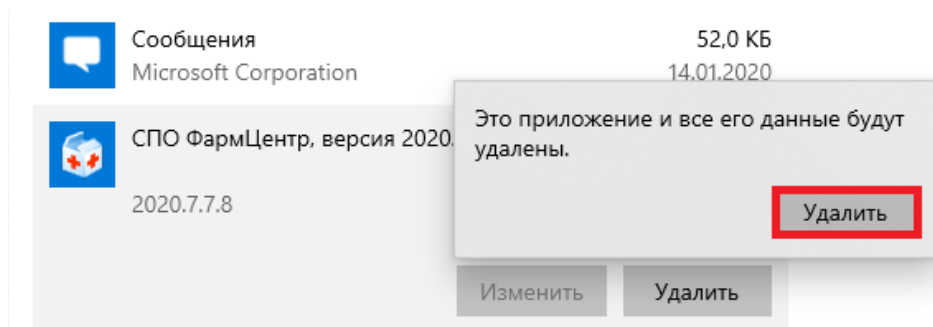 Сообщения
52,0 КБ
Microsoft Corporation
14.01.2020
Это приложение и все его данные будут
удалены.
СПО ФармЦентр, версия 2020.
2020.7.7.8
Удалить
Изменить
Удалить